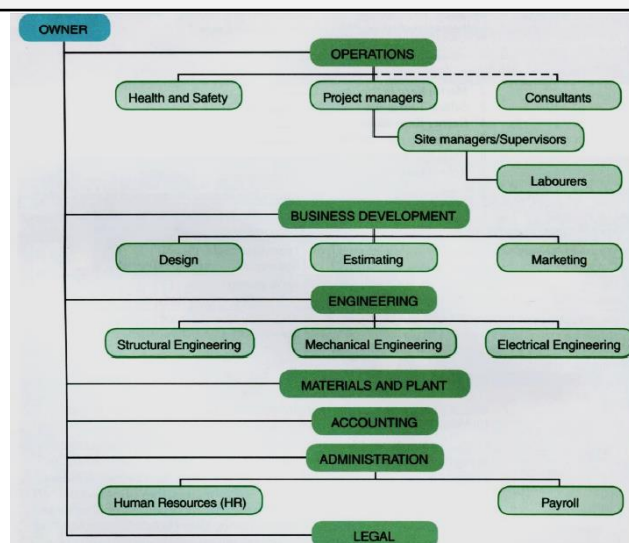 OWNER
OPERATIONS
Health and Safety
Project managers
Consultants
Site managers/Supervisors
Labourers
BUSINESS DEVELOPMENT
Design
Estimating
Marketing
ENGINEERING
Structural Engineering
Mechanical Engineering
Electrical Engineering
MATERIALS AND PLANT
ACCOUNTING
ADMINISTRATION
Human Resources (HR)
Payroll
LEGAL